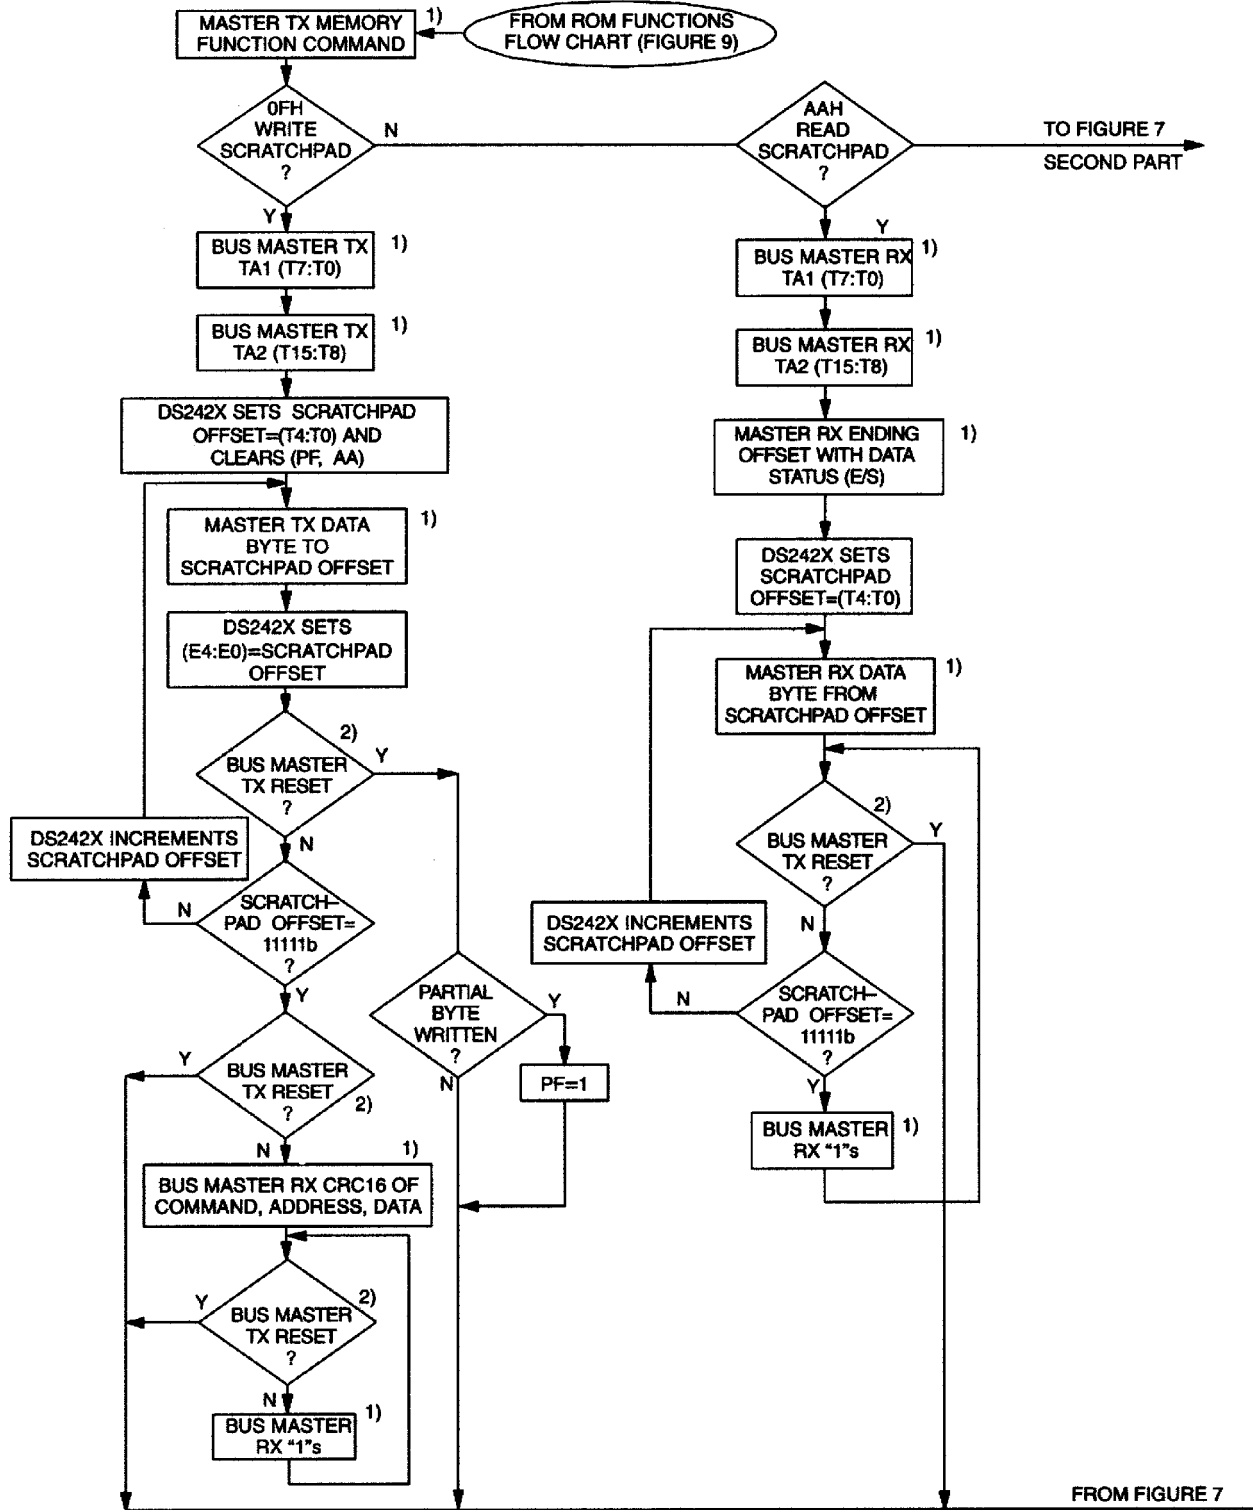 MASTER TX MEMORY
FUNCTION COMMAND
1)
FROM ROM FUNCTIONS
FLOW CHART (FIGURE 9)
0FH
WRITE
SCRATCHPAD
?
N
Y
AAH
READ
SCRATCHPAD
?
Y
TO FIGURE 7
SECOND PART
BUS MASTER TX
TA1 (T7:T0)
1)
BUS MASTER TX
TA2 (T15:T8)
1)
DS242X SETS SCRATCHPAD
OFFSET=(T4:T0) AND
CLEARS (PF, AA)
MASTER TX DATA
BYTE TO
SCRATCHPAD OFFSET
1)
DS242X SETS
(E4:E0)=SCRATCHPAD
OFFSET
BUS MASTER
TX RESET
?
2)
Y
N
DS242X INCREMENTS
SCRATCHPAD OFFSET
SCRATCH–
PAD OFFSET=
11111b
?
N
Y
PARTIAL
BYTE
WRITTEN
?
Y
N
PF=1
BUS MASTER
TX RESET
?
2)
Y
N
BUS MASTER RX CRC16 OF
COMMAND, ADDRESS, DATA
1)
BUS MASTER
TX RESET
?
2)
Y
N
BUS MASTER
RX "1"s
1)
BUS MASTER RX
TA1 (T7:T0)
1)
BUS MASTER RX
TA2 (T15:T8)
1)
MASTER RX ENDING
OFFSET WITH DATA
STATUS (E/S)
1)
DS242X SETS
SCRATCHPAD
OFFSET=(T4:T0)
MASTER RX DATA
BYTE FROM
SCRATCHPAD OFFSET
1)
BUS MASTER
TX RESET
?
2)
Y
N
DS242X INCREMENTS
SCRATCHPAD OFFSET
SCRATCH–
PAD OFFSET=
11111b
?
N
Y
BUS MASTER
RX "1"s
1)
FROM FIGURE 7